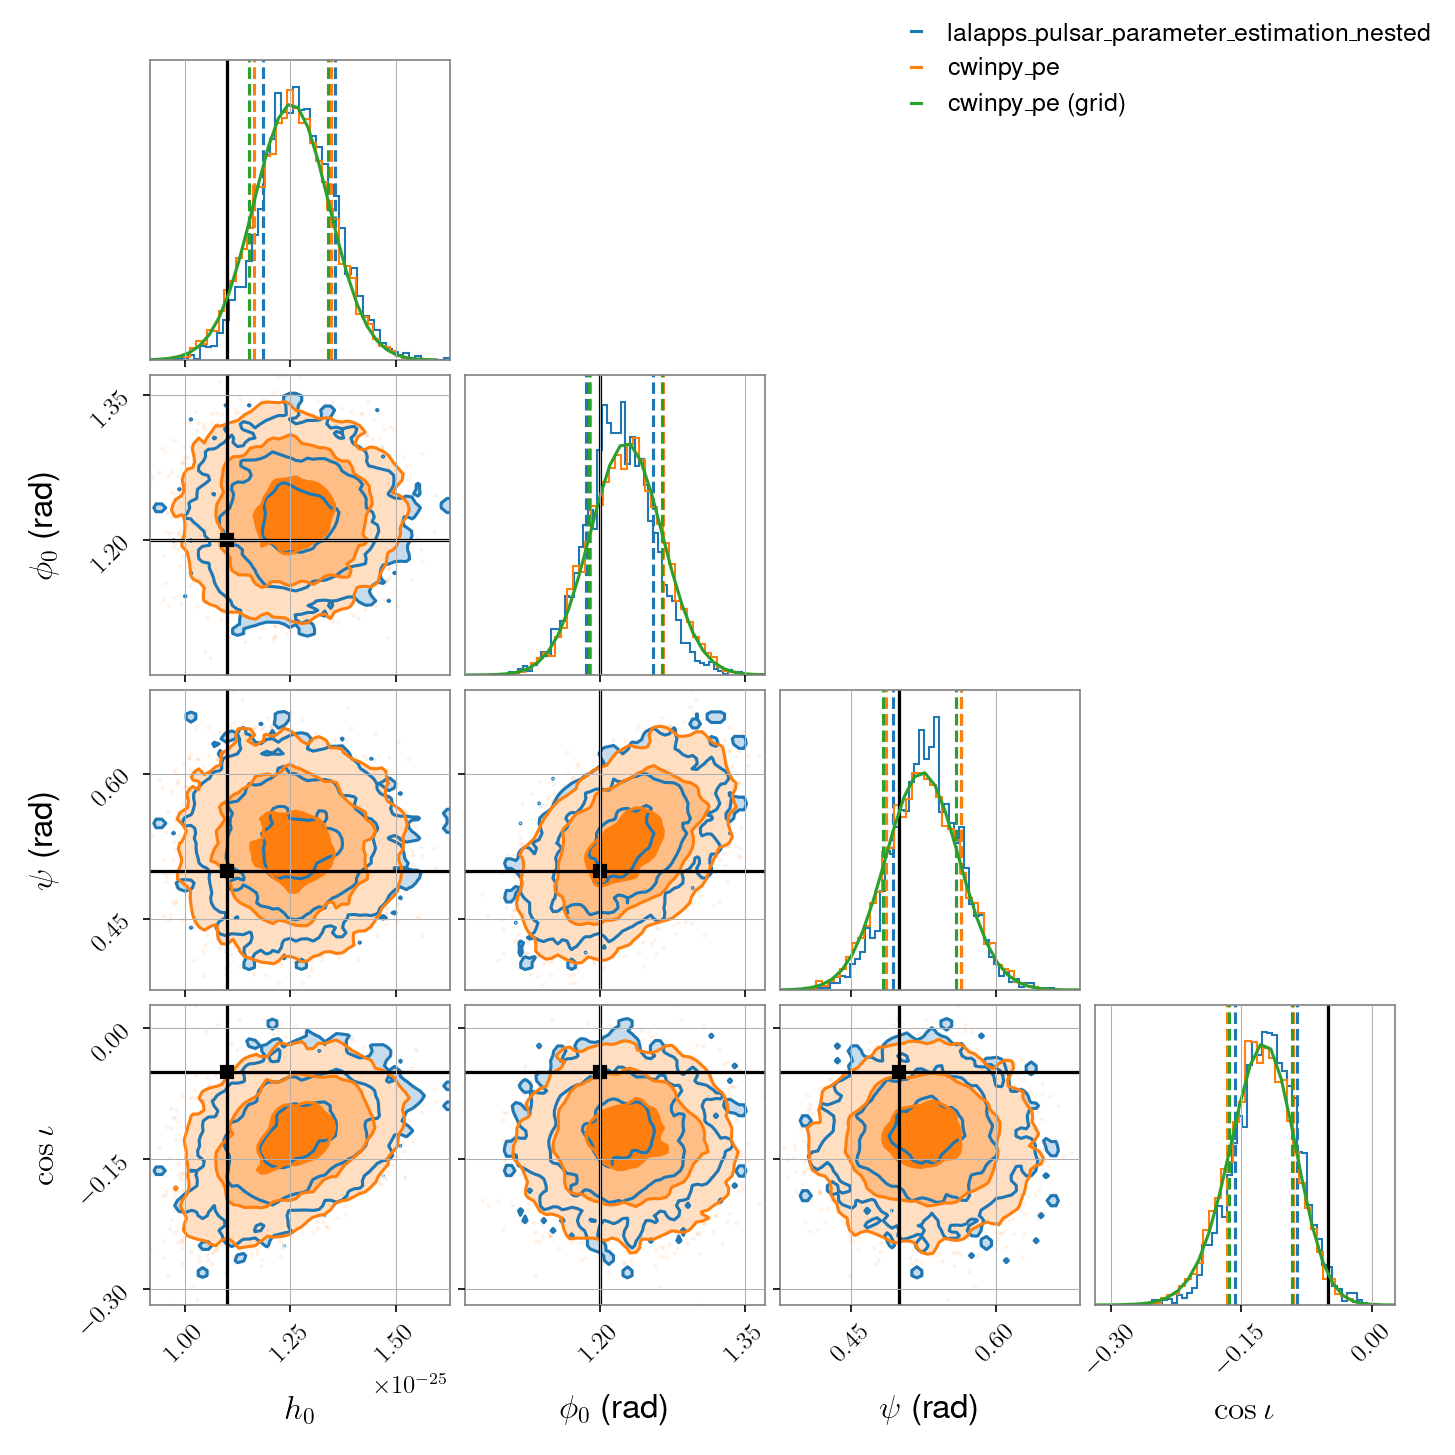 lalapps_pulsar_parameter_estimation_nested
cwinpy_pe
cwinpy_pe (grid)
1.35
1.20
ϕ₀ (rad)
0.60
0.45
ψ (rad)
0.00
−0.15
−0.30
cos ι
1.00
1.25
1.50
×10⁻²⁵
h₀
1.20
1.35
ϕ₀ (rad)
0.45
0.60
ψ (rad)
−0.30
−0.15
0.00
cos ι